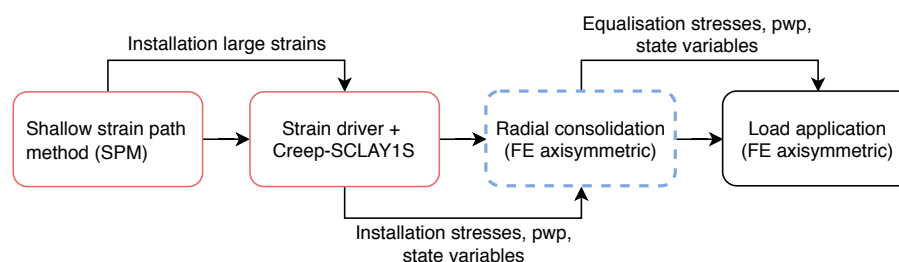 Installation large strains
Equalisation stresses, pwp,
state variables
Shallow strain path
method (SPM)
Strain driver +
Creep-SCLAY1S
Radial consolidation
(FE axisymmetric)
Load application
(FE axisymmetric)
Installation stresses, pwp,
state variables